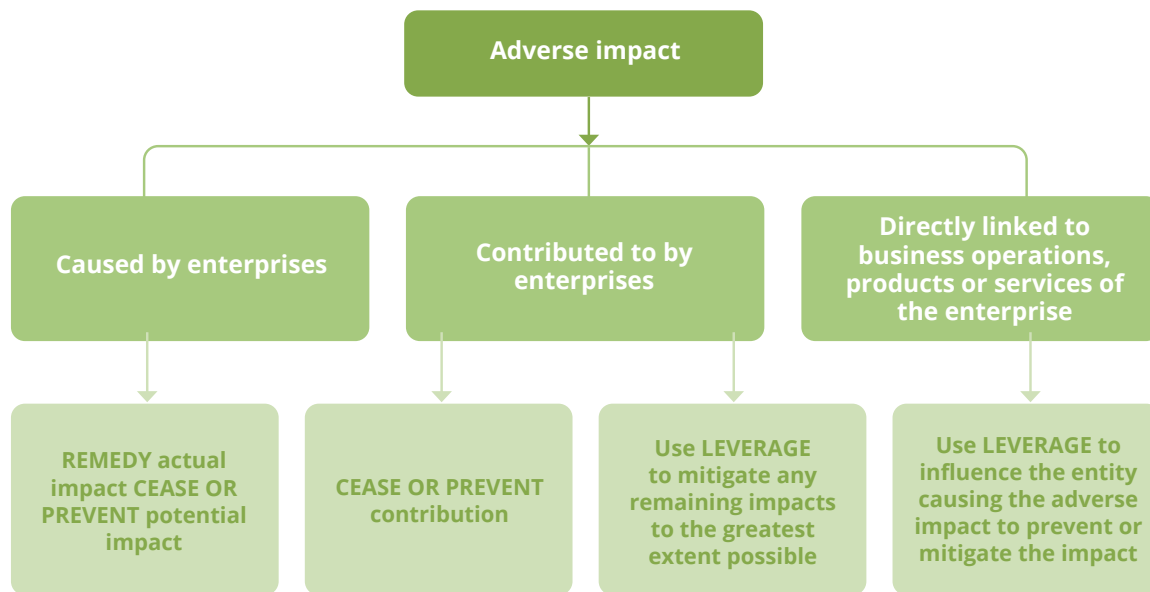 Adverse impact
Caused by enterprises
Contributed to by
enterprises
Directly linked to
business operations,
products or services of
the enterprise
REMEDY actual
impact CEASE OR
PREVENT potential
impact
CEASE OR PREVENT
contribution
Use LEVERAGE
to mitigate any
remaining impacts
to the greatest
extent possible
Use LEVERAGE to
influence the entity
causing the adverse
impact to prevent or
mitigate the impact